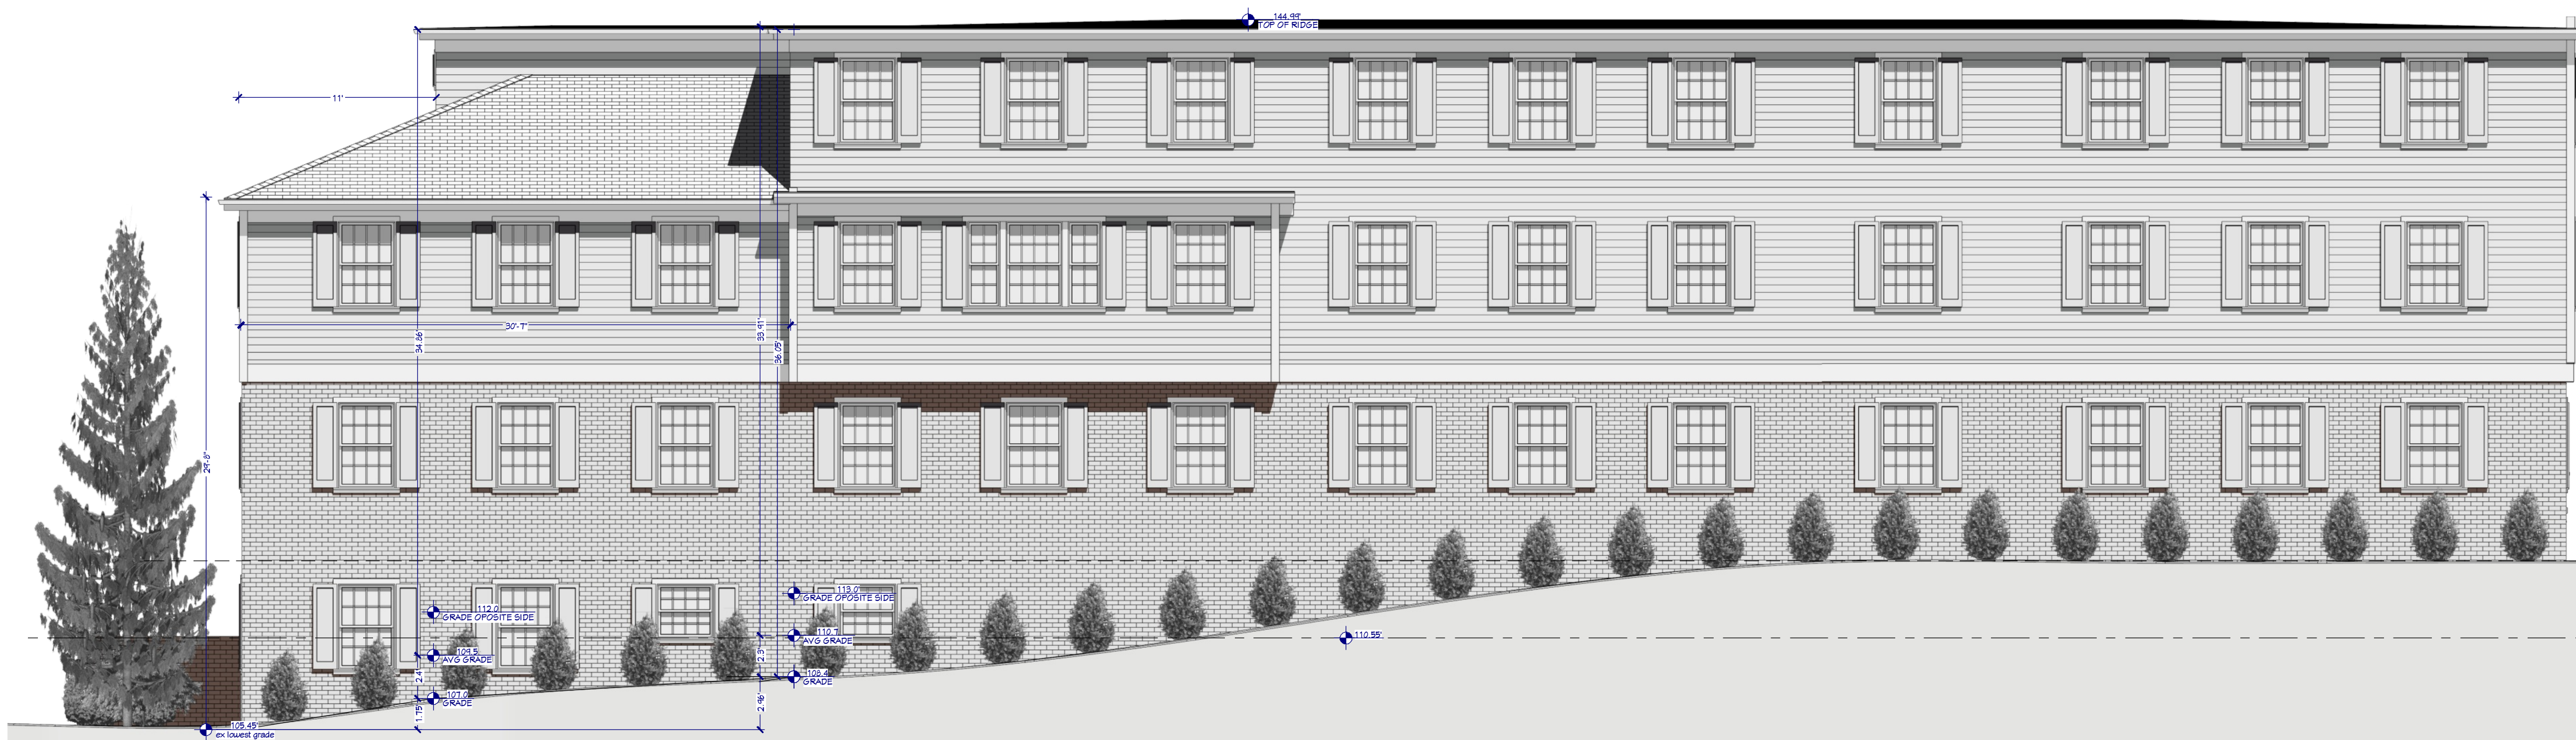 144.99'
TOP OF RIDGE
11'
30'-7"
34.86'
33.91'
36.05'
29'-8"
112.0'
GRADE OPOSITE SIDE
113.0'
GRADE OPOSITE SIDE
109.5
AVG GRADE
110.7
AVG GRADE
110.55'
2.4'
2.3'
107.0
GRADE
108.4
GRADE
1.75'
2.96'
105.45'
ex lowest grade